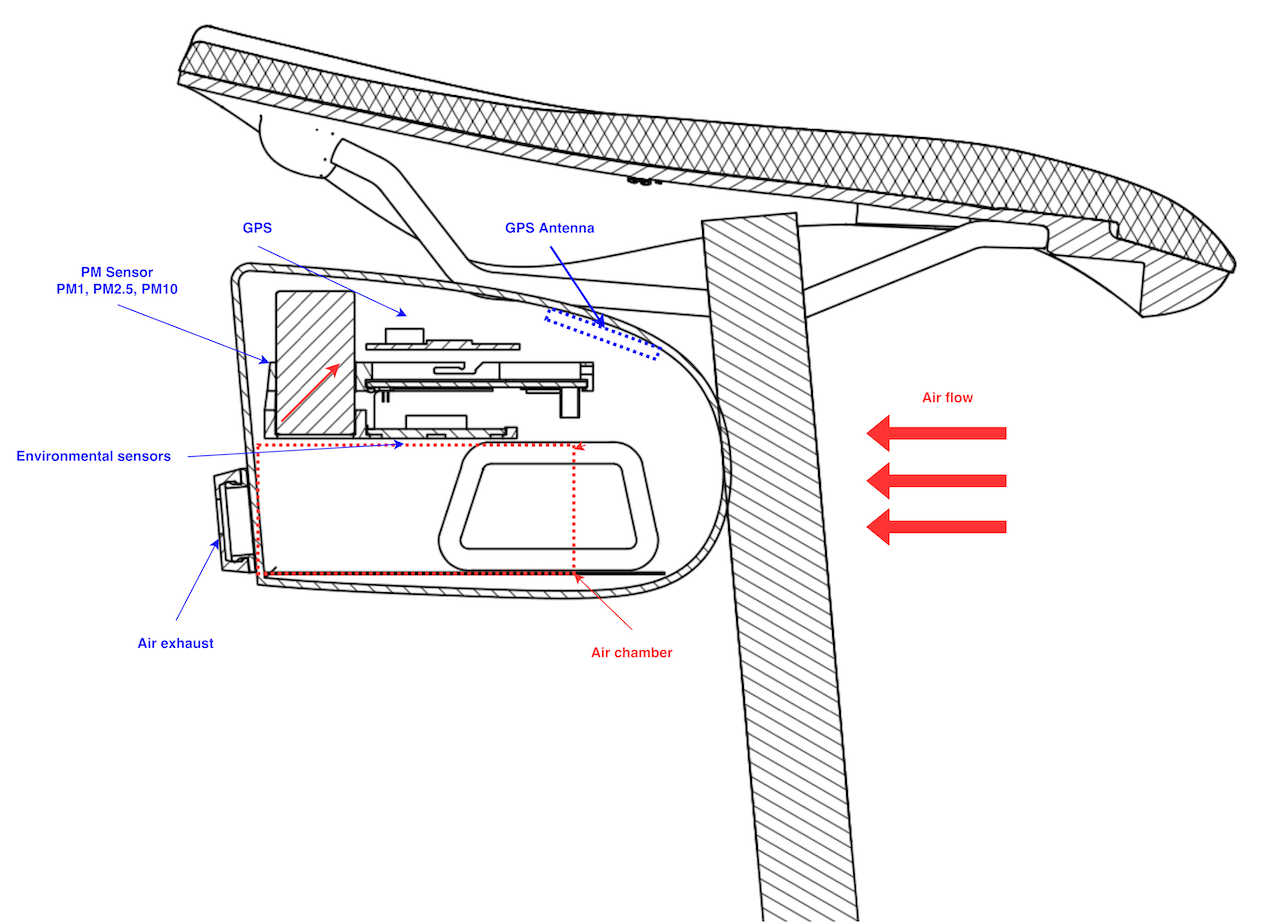 GPS
GPS Antenna
PM Sensor
PM1, PM2.5, PM10
Air flow
Environmental sensors
Air exhaust
Air chamber